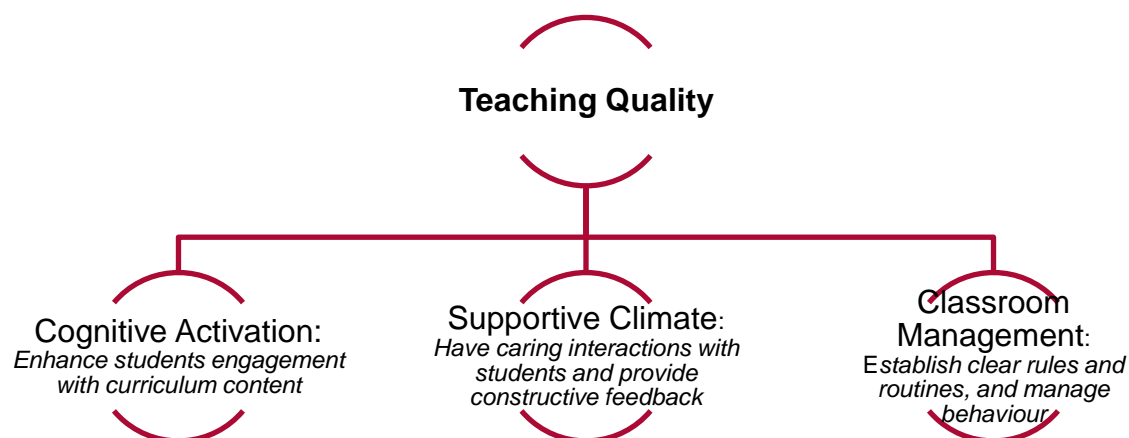 Teaching Quality
Cognitive Activation:
Enhance students engagement
with curriculum content
Supportive Climate:
Have caring interactions with
students and provide
constructive feedback
Classroom
Management:
Establish clear rules and
routines, and manage
behaviour